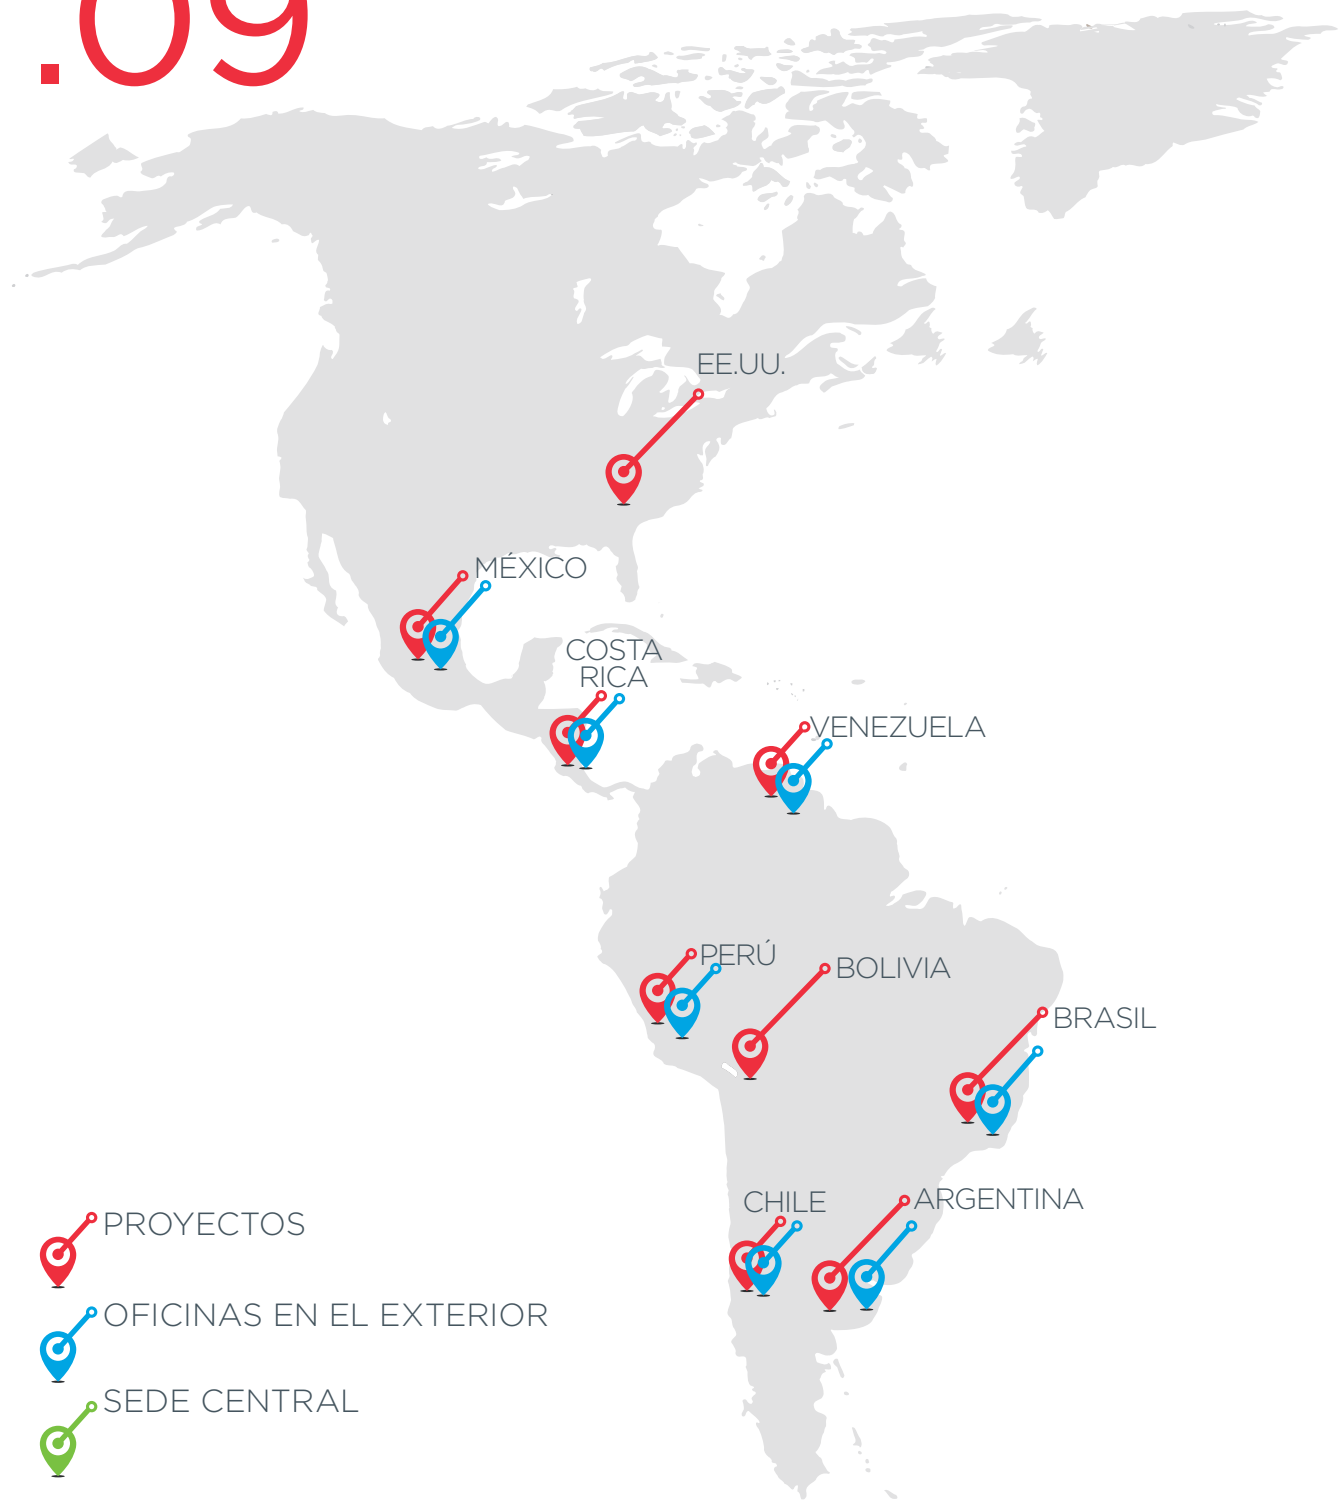 .09
EE.UU.
MÉXICO
COSTA
RICA
VENEZUELA
PERÚ
BOLIVIA
BRASIL
CHILE
ARGENTINA
PROYECTOS
OFICINAS EN EL EXTERIOR
SEDE CENTRAL